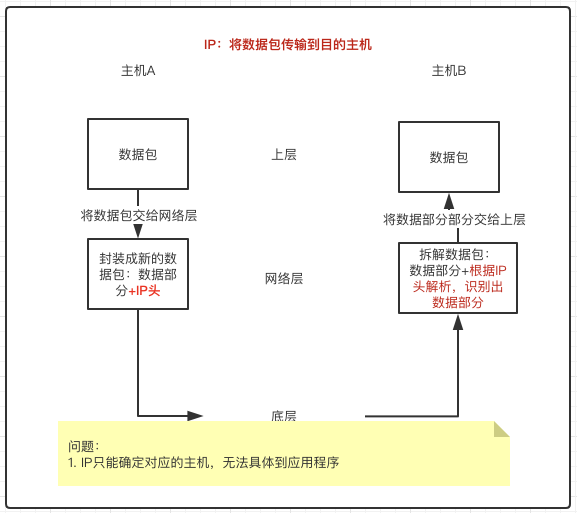 IP：将数据包传输到目的主机
主机A
主机B
数据包
上层
数据包
将数据包交给网络层
将数据部分部分交给上层
封装成新的数
据包：数据部
分+IP头
网络层
拆解数据包：
数据部分+根据IP
头解析，识别出
数据部分
底层
问题：
1. IP只能确定对应的主机，无法具体到应用程序